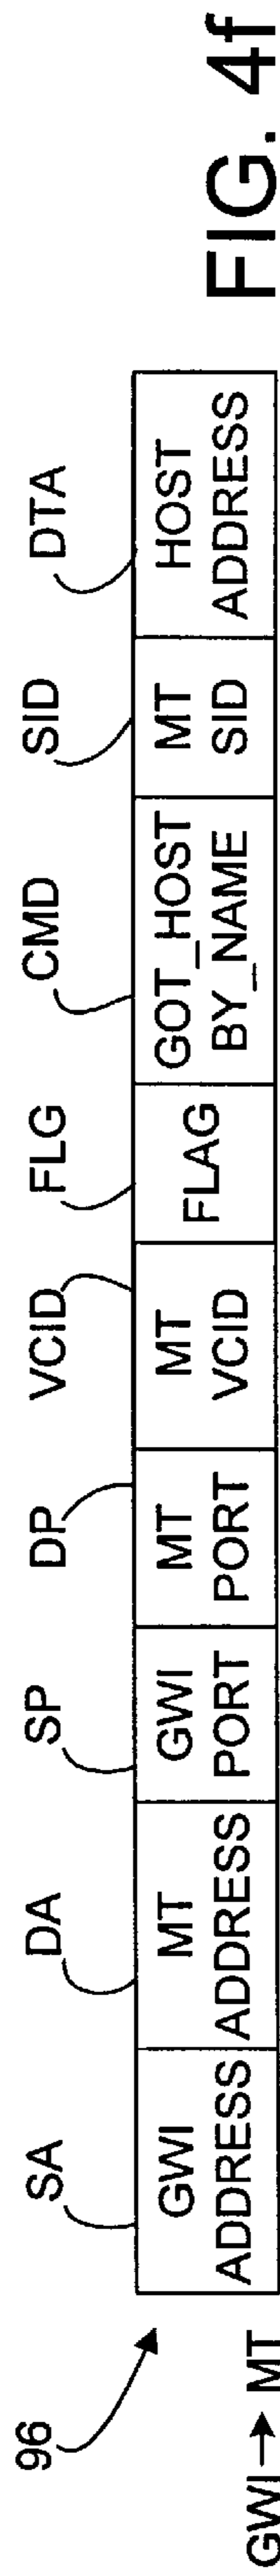 96
SA DA SP DP VCID FLG CMD SID DTA
GWI ADDRESS
MT ADDRESS
GWI PORT
MT PORT
MT VCID
FLAG
GOT_HOST BY_NAME
MT SID
HOST ADDRESS
GWI → MT
FIG. 4f